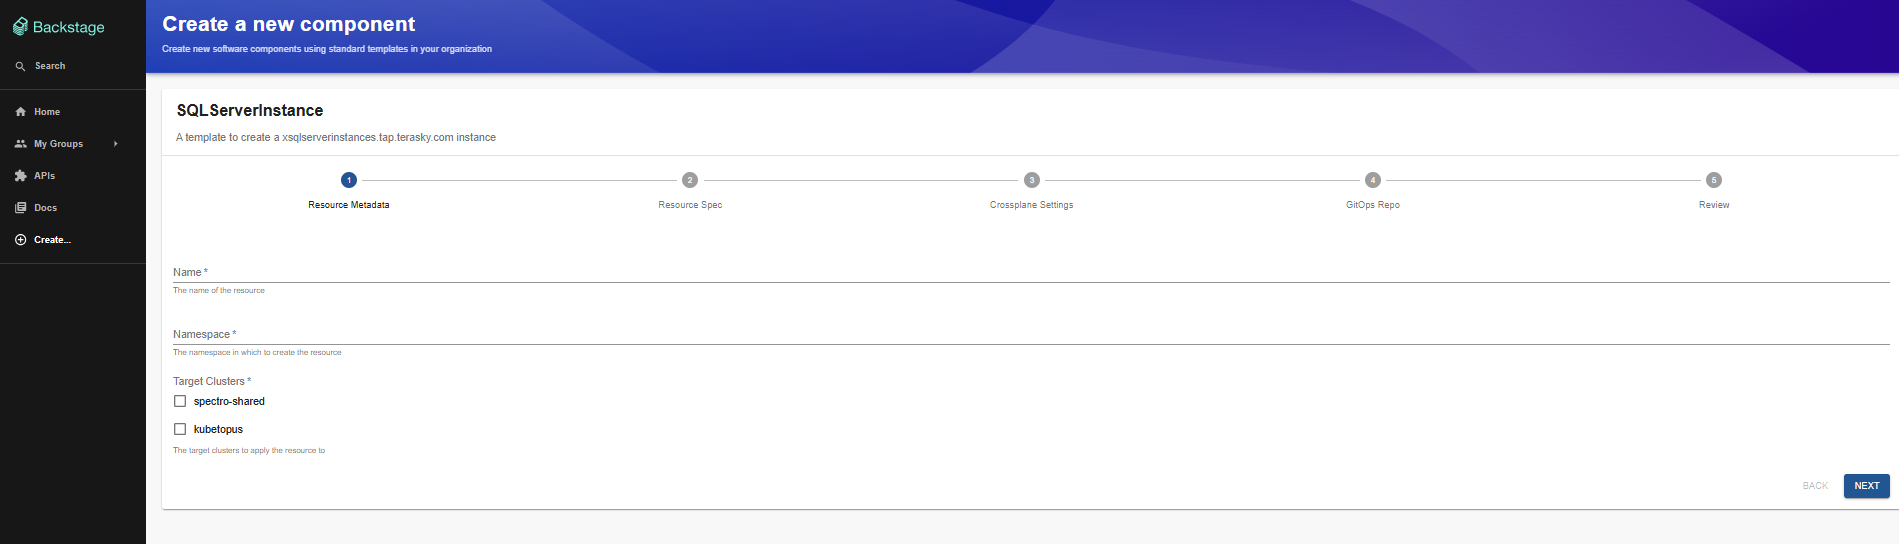 Backstage
Search
Home
My Groups
APIs
Docs
Create...
Create a new component
Create new software components using standard templates in your organization
SQLServerInstance
A template to create a xsqlserverinstances.tap.terasky.com instance
1 2 3 4 5
Resource Metadata Resource Spec Crossplane Settings GitOps Repo Review
Name *
The name of the resource
Namespace *
The namespace in which to create the resource
Target Clusters *
spectro-shared
kubetopus
The target clusters to apply the resource to
BACK NEXT